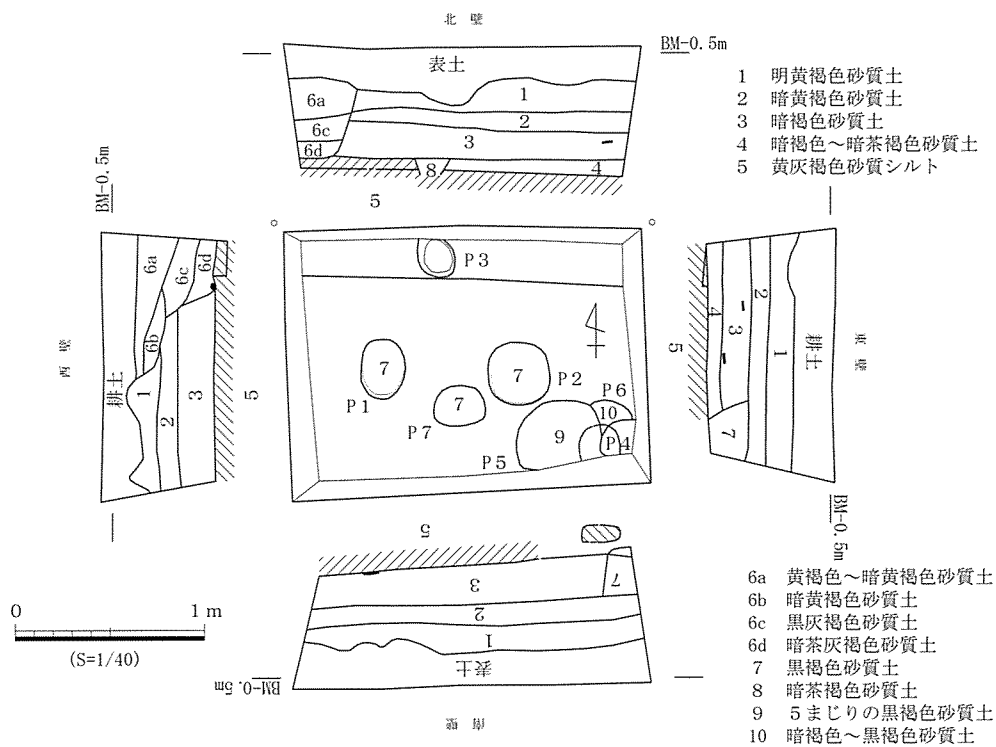 北 壁
BM-0.5m
表土
6a
1
2
6c
3
6d
8
4
5
1 明黄褐色砂質土
2 暗黄褐色砂質土
3 暗褐色砂質土
4 暗褐色～暗茶褐色砂質土
5 黄灰褐色砂質シルト
BM-0.5m
西 壁
耕土
6a
6b
6c
6d
1
2
3
5
P3
7
P1
7
P7
7
P2
P6
10
9
P4
P5
5
4
3
2
1
7
耕土
東 壁
BM-0.5m
5
3
7
2
1
表土
BM-0.5m
南 壁
0 1m
(S=1/40)
6a 黄褐色～暗黄褐色砂質土
6b 暗黄褐色砂質土
6c 黒灰褐色砂質土
6d 暗茶灰褐色砂質土
7 黒褐色砂質土
8 暗茶褐色砂質土
9 5まじりの黒褐色砂質土
10 暗褐色～黒褐色砂質土